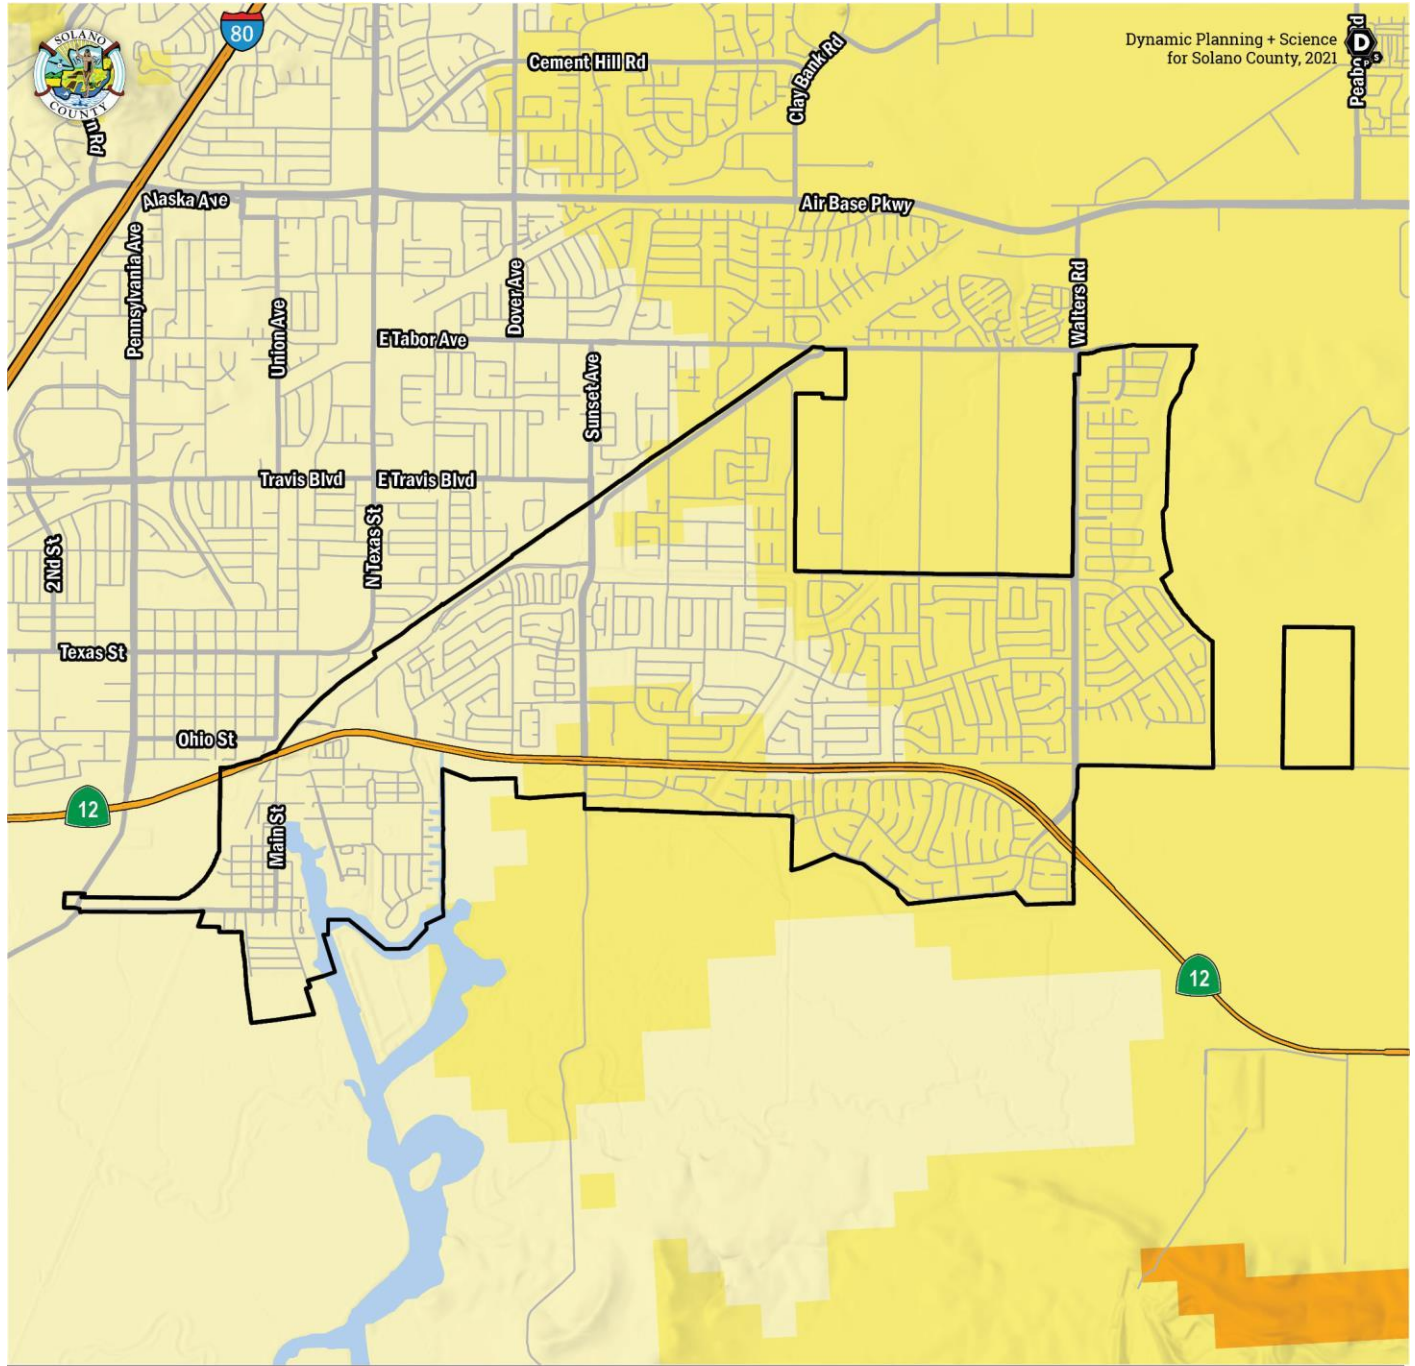 SOLANO
COUNTY
80
Cement Hill Rd
Clay Bank Rd
Dynamic Planning + Science
for Solano County, 2021
D
P
S
Alaska Ave
Air Base Pkwy
Pennsylvania Ave
Union Ave
Dover Ave
Walters Rd
E Tabor Ave
Sunset Ave
Travis Blvd
E Travis Blvd
2Nd St
N Texas St
Texas St
Ohio St
12
Main St
12